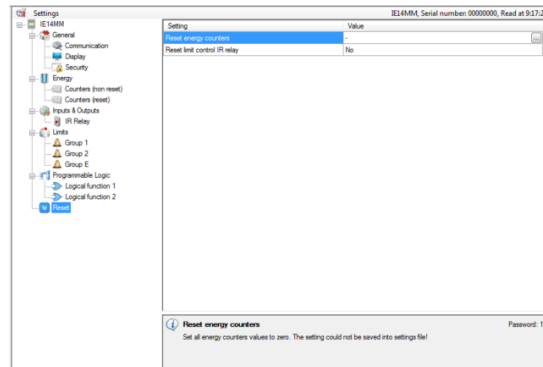 Settings
IE14MM, Serial number: 00000000, Read at 9:17:2
IE14MM
General
Communication
Display
Security
Energy
Counters (non reset)
Counters (reset)
Inputs & Outputs
IR Relay
Limits
Group 1
Group 2
Group E
Programmable Logic
Logical function 1
Logical function 2
Reset
Setting Value
Reset energy counters -
Reset limit control IR relay No
Reset energy counters Password: 1
Set all energy counters values to zero. The setting could not be saved into settings file!